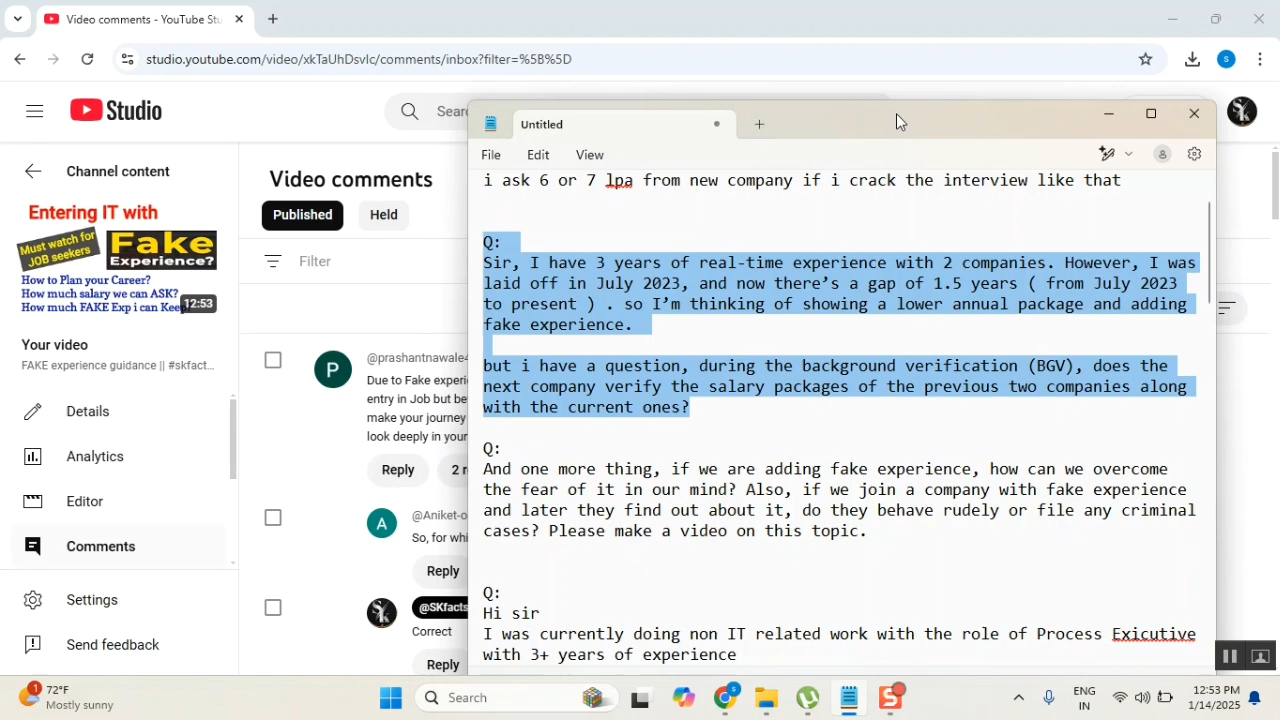 Video comments - YouTube Stu
studio.youtube.com/video/xkTaUhDsvIc/comments/inbox?filter=%5B%5D
S
Studio
Sear
Untitled
File
Edit
View
Channel content
Entering IT with
Must watch for
JOB seekers
Fake
Experience?
How to Plan your Career?
How much salary we can ASK?
How much FAKE Exp i can Keep
12:53
Your video
FAKE experience guidance || #skfact...
Details
Analytics
Editor
Comments
Settings
Send feedback
Video comments
Published
Held
Filter
P
@prashantnawale4
Due to Fake experi
entry in Job but be
make your journey
look deeply in your
Reply
2 r
A
@Aniket-o
So, for whi
Reply
@SKfacts
Correct
Reply
i ask 6 or 7 lpa from new company if i crack the interview like that
Q:
Sir, I have 3 years of real-time experience with 2 companies. However, I was
laid off in July 2023, and now there's a gap of 1.5 years ( from July 2023
to present ) . so I'm thinking of showing a lower annual package and adding
fake experience.
but i have a question, during the background verification (BGV), does the
next company verify the salary packages of the previous two companies along
with the current ones?
Q:
And one more thing, if we are adding fake experience, how can we overcome
the fear of it in our mind? Also, if we join a company with fake experience
and later they find out about it, do they behave rudely or file any criminal
cases? Please make a video on this topic.
Q:
Hi sir
I was currently doing non IT related work with the role of Process Exicutive
with 3+ years of experience
1
72°F
Mostly sunny
Search
S
S
ENG
IN
12:53 PM
1/14/2025